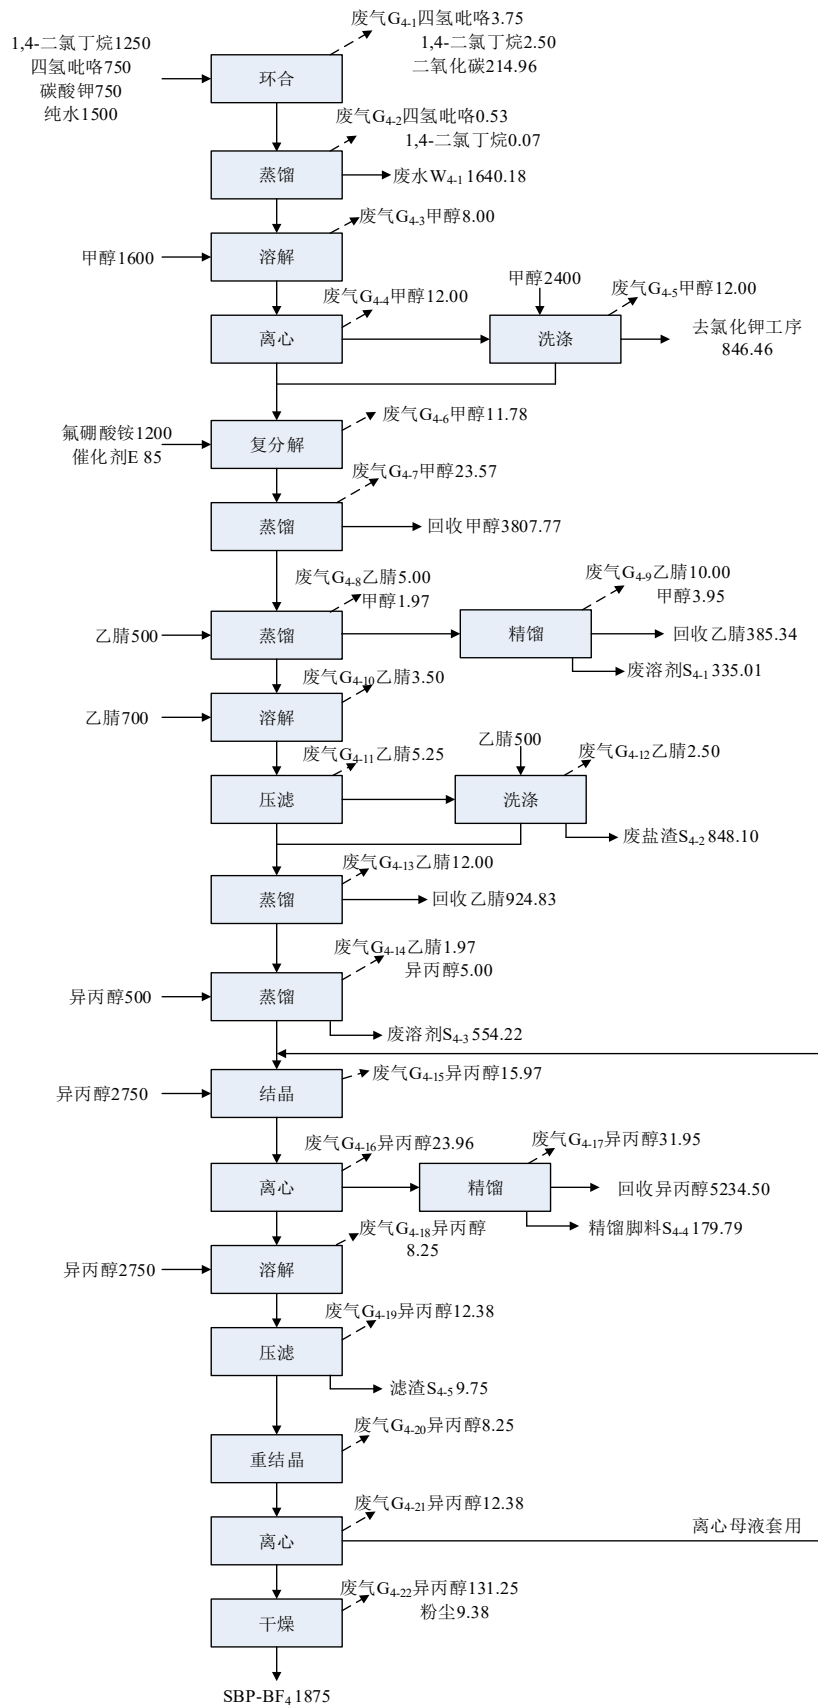 废气G4-1四氢吡咯3.75
1,4-二氯丁烷1250
1,4-二氯丁烷2.50
四氢吡咯750
二氧化碳214.96
碳酸钾750
环合
纯水1500
废气G4-2四氢吡咯0.53
1,4-二氯丁烷0.07
蒸馏
废水W4-1 1640.18
废气G4-3甲醇8.00
甲醇1600
溶解
废气G4-4甲醇12.00
甲醇2400
废气G4-5甲醇12.00
离心
洗涤
去氯化钾工序
846.46
废气G4-6甲醇11.78
氟硼酸铵1200
催化剂E 85
复分解
废气G4-7甲醇23.57
蒸馏
回收甲醇3807.77
废气G4-8乙腈5.00
甲醇1.97
废气G4-9乙腈10.00
甲醇3.95
乙腈500
蒸馏
精馏
回收乙腈385.34
废溶剂S4-1 335.01
废气G4-10乙腈3.50
乙腈700
溶解
废气G4-11乙腈5.25
乙腈500
废气G4-12乙腈2.50
压滤
洗涤
废盐渣S4-2 848.10
废气G4-13乙腈12.00
蒸馏
回收乙腈924.83
废气G4-14乙腈1.97
异丙醇5.00
异丙醇500
蒸馏
废溶剂S4-3 554.22
废气G4-15异丙醇15.97
异丙醇2750
结晶
废气G4-16异丙醇23.96
废气G4-17异丙醇31.95
离心
精馏
回收异丙醇5234.50
精馏脚料S4-4 179.79
废气G4-18异丙醇
8.25
异丙醇2750
溶解
废气G4-19异丙醇12.38
压滤
滤渣S4-5 9.75
废气G4-20异丙醇8.25
重结晶
废气G4-21异丙醇12.38
离心
离心母液套用
废气G4-22异丙醇131.25
粉尘9.38
干燥
SBP-BF4 1875